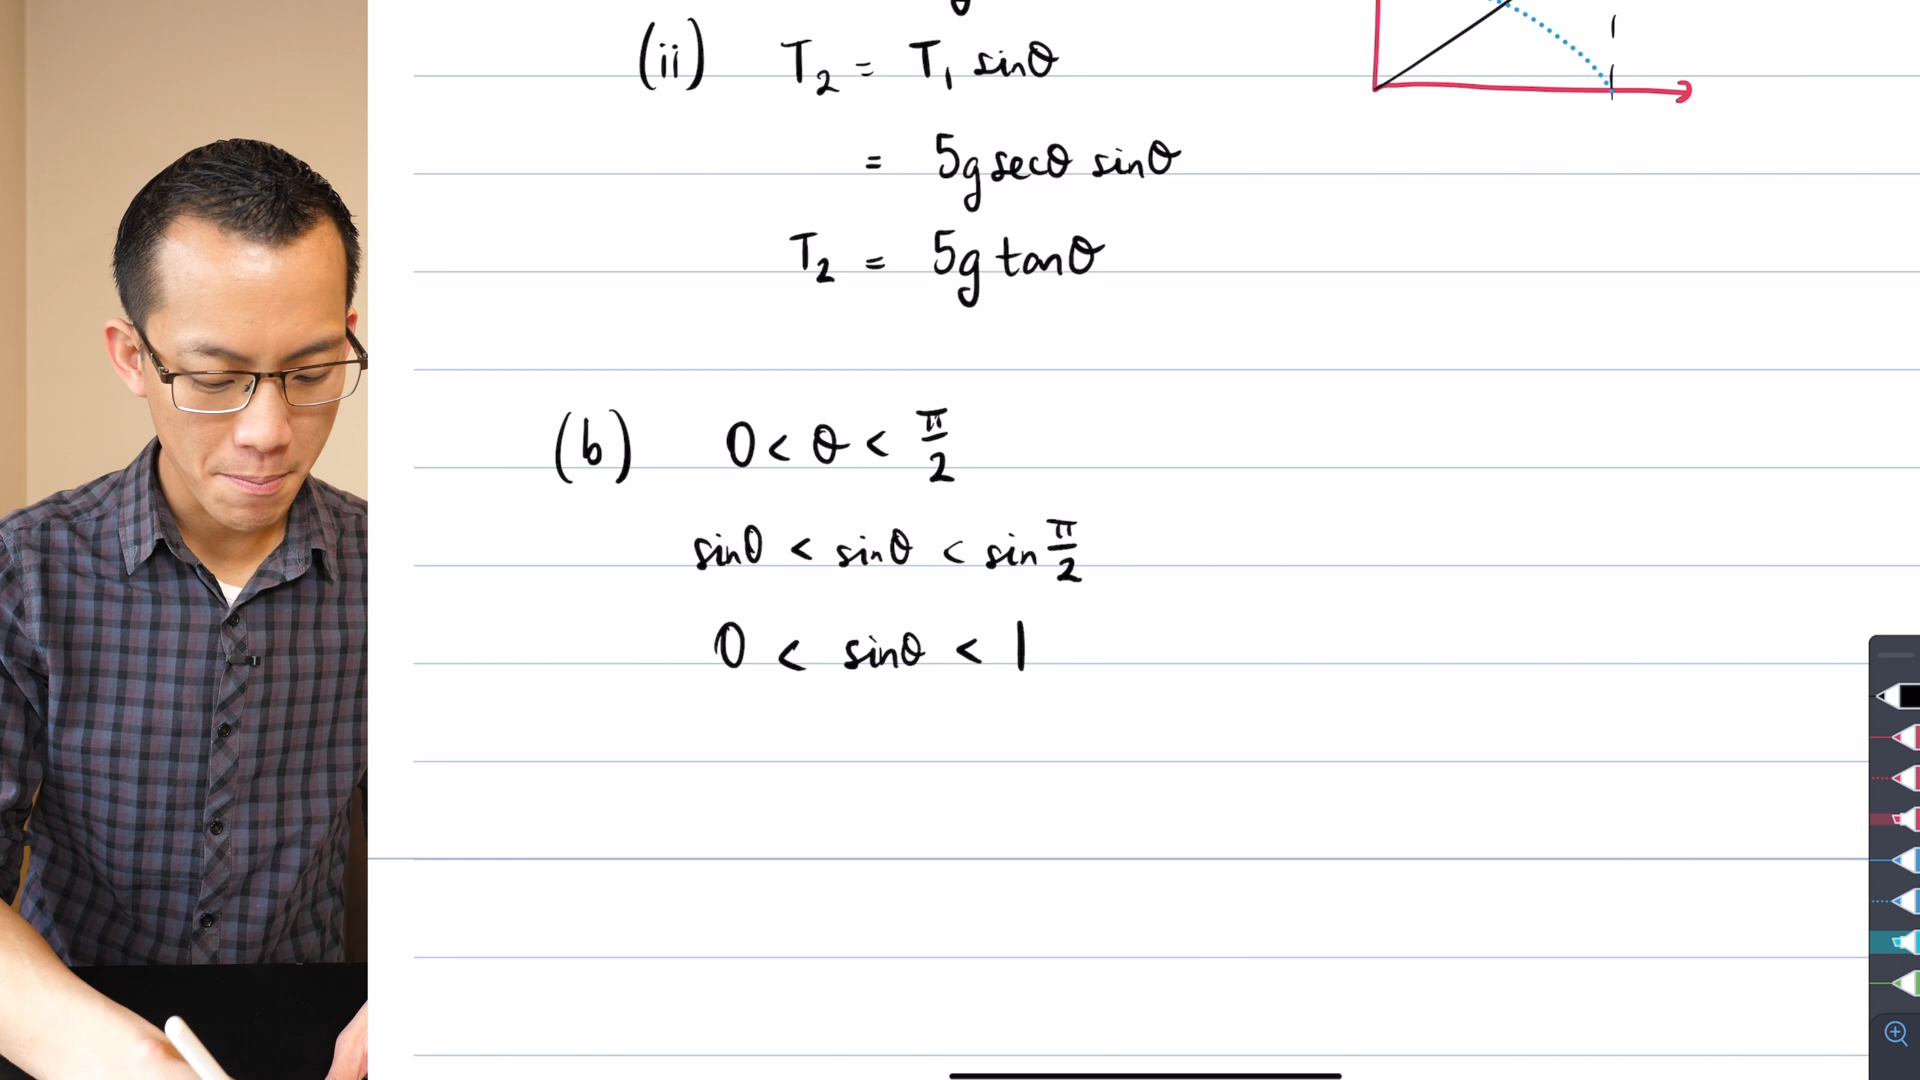 (ii) T₂ = T₁ sinθ
= 5g secθ sinθ
T₂ = 5g tanθ
(b) 0 < θ < π/2
sin0 < sinθ < sin π/2
0 < sinθ < 1